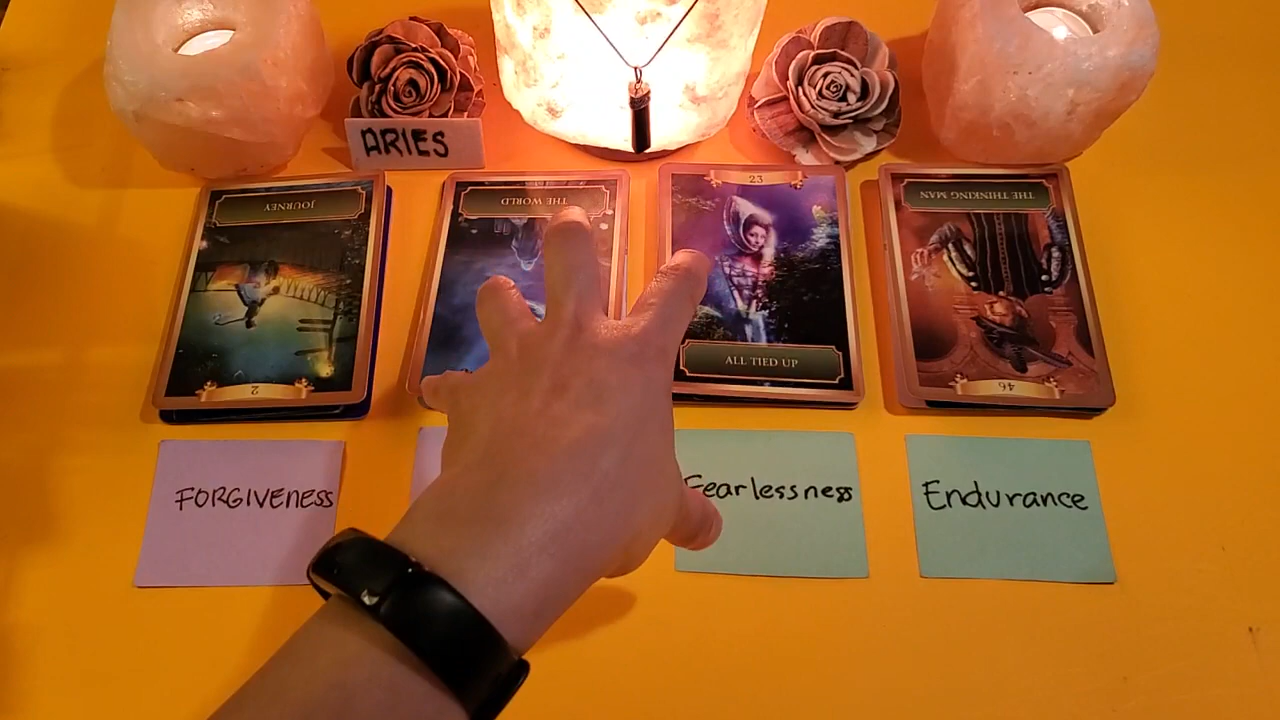 ARIES
JOURNEY
2
THE WORLD
23
ALL TIED UP
THE THINKING MAN
46
FORGIVENESS
Fearlessness
Endurance